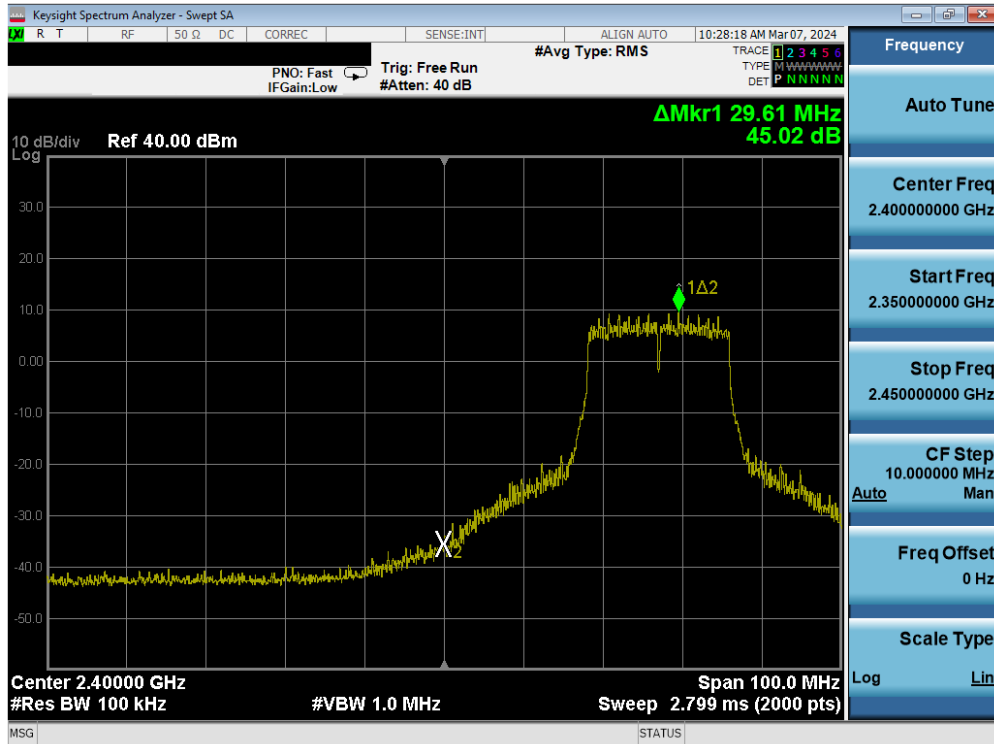 Keysight Spectrum Analyzer - Swept SA
LXI R T RF 50 Ω DC CORREC SENSE:INT ALIGN AUTO 10:28:18 AM Mar 07, 2024
#Avg Type: RMS
TRACE 1 2 3 4 5 6
PNO: Fast Trig: Free Run
TYPE M WWWWW
IFGain:Low #Atten: 40 dB
DET P N N N N N
ΔMkr1 29.61 MHz
45.02 dB
10 dB/div Ref 40.00 dBm
Log
30.0
20.0
1Δ2
10.0
0.00
-10.0
-20.0
-30.0
2
-40.0
-50.0
Center 2.40000 GHz Span 100.0 MHz
#Res BW 100 kHz #VBW 1.0 MHz Sweep 2.799 ms (2000 pts)
MSG STATUS
Frequency
Auto Tune
Center Freq
2.400000000 GHz
Start Freq
2.350000000 GHz
Stop Freq
2.450000000 GHz
CF Step
10.000000 MHz
Auto Man
Freq Offset
0 Hz
Scale Type
Log Lin